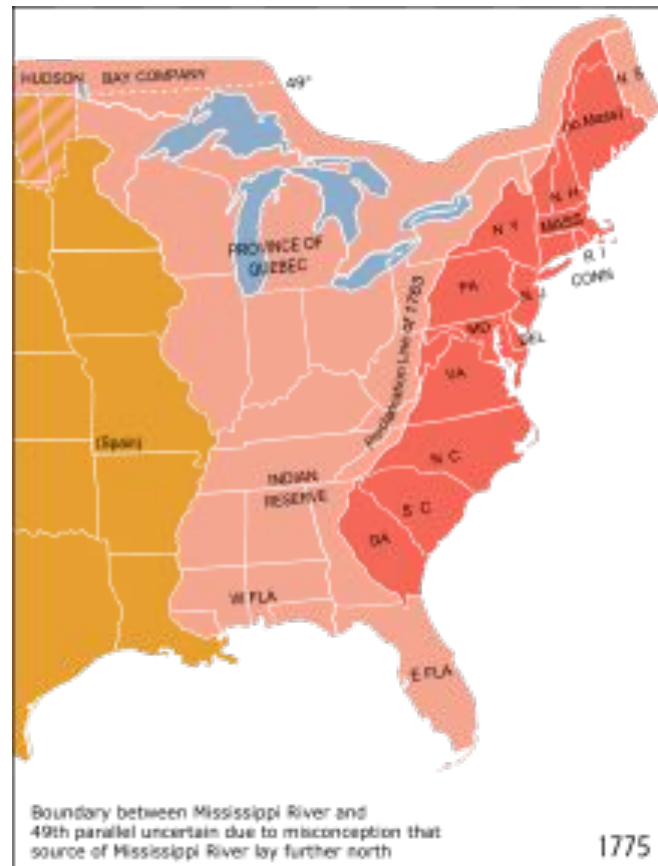 HUDSON BAY COMPANY
49°
N S
(to Mass)
N H
N Y
MASS
R I
CONN
PROVINCE OF
QUEBEC
PA
N J
Proclamation Line of 1763
MD
DEL
VA
(Spain)
N C
INDIAN
RESERVE
S C
GA
W FLA
E FLA
Boundary between Mississippi River and
49th parallel uncertain due to misconception that
source of Mississippi River lay further north
1775